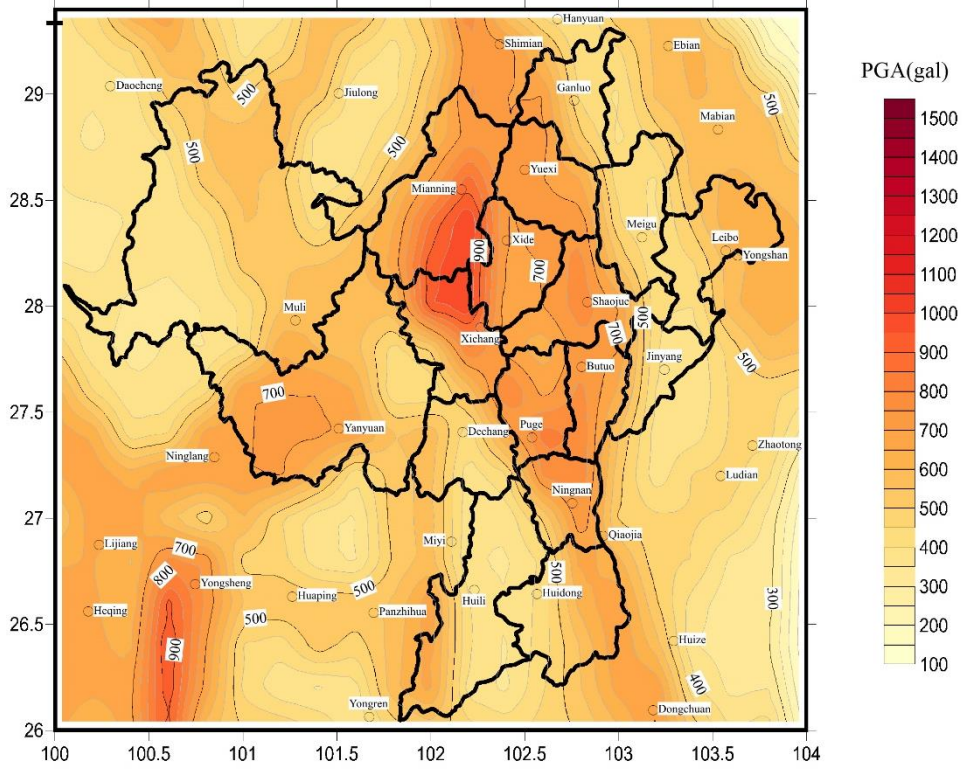 Hanyuan
Shimian
Ebian
PGA(gal)
29
Daocheng
500
Jiulong
Ganluo
500
1500
Mabian
1400
500
500
1300
28.5
Mianning
Yuexi
1200
Meigu
1100
900
Xide
Leibo
Yongshan
1000
700
28
Muli
Shaojue
900
500
Xichang
700
800
Jinyang
500
Butuo
700
27.5
700
Yanyuan
Dechang
Puge
Zhaotong
600
Ninglang
Ludian
500
Ningnan
400
27
Qiaojia
Lijiang
700
Miyi
300
800
Yongsheng
500
500
300
200
Heqing
Huaping
Panzhihua
Huili
Huidong
26.5
500
100
Huize
900
400
Yongren
Dongchuan
26
100
100.5
101
101.5
102
102.5
103
103.5
104